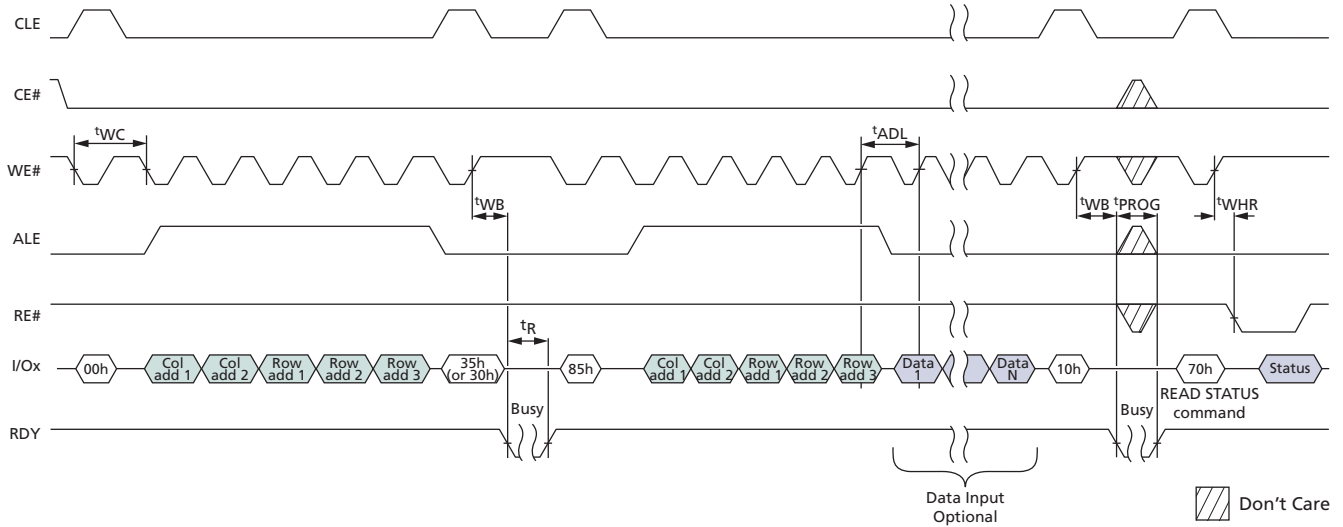 CLE
CE#
tWC
tADL
WE#
tWB
tWB
tPROG
tWHR
ALE
RE#
tR
I/Ox
00h
Col add 1
Col add 2
Row add 1
Row add 2
Row add 3
35h (or 30h)
85h
Col add 1
Col add 2
Row add 1
Row add 2
Row add 3
Data 1
Data N
10h
70h
Status
READ STATUS command
Busy
Busy
RDY
Data Input
Optional
Don't Care